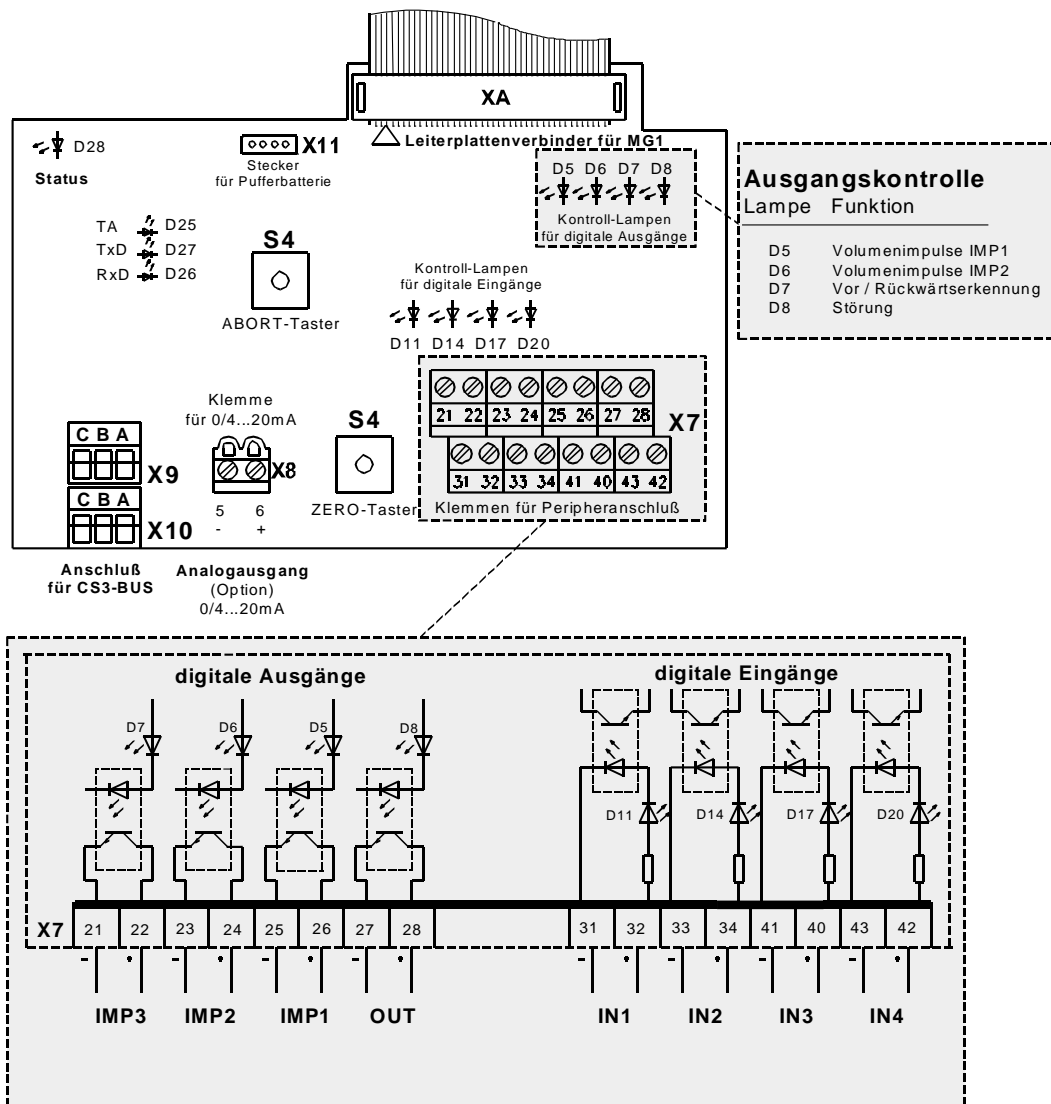 XA
Leiterplattenverbinder für MG1
D28
Status
X11
Stecker
für Pufferbatterie
D5 D6 D7 D8
Kontroll-Lampen
für digitale Ausgänge
Ausgangskontrolle
Lampe Funktion
D5 Volumenimpulse IMP1
D6 Volumenimpulse IMP2
D7 Vor / Rückwärtserkennung
D8 Störung
TA D25
TxD D27
RxD D26
S4
ABORT-Taster
Kontroll-Lampen
für digitale Eingänge
D11 D14 D17 D20
21 22 23 24 25 26 27 28
X7
31 32 33 34 41 40 43 42
Klemmen für Peripheranschluß
Klemme
für 0/4...20mA
X8
5 6
- +
S4
ZERO-Taster
C B A
X9
C B A
X10
Anschluß
für CS3-BUS
Analogausgang
(Option)
0/4...20mA
digitale Ausgänge
digitale Eingänge
D7 D6 D5 D8
D11 D14 D17 D20
X7 21 22 23 24 25 26 27 28 31 32 33 34 41 40 43 42
IMP3 IMP2 IMP1 OUT IN1 IN2 IN3 IN4